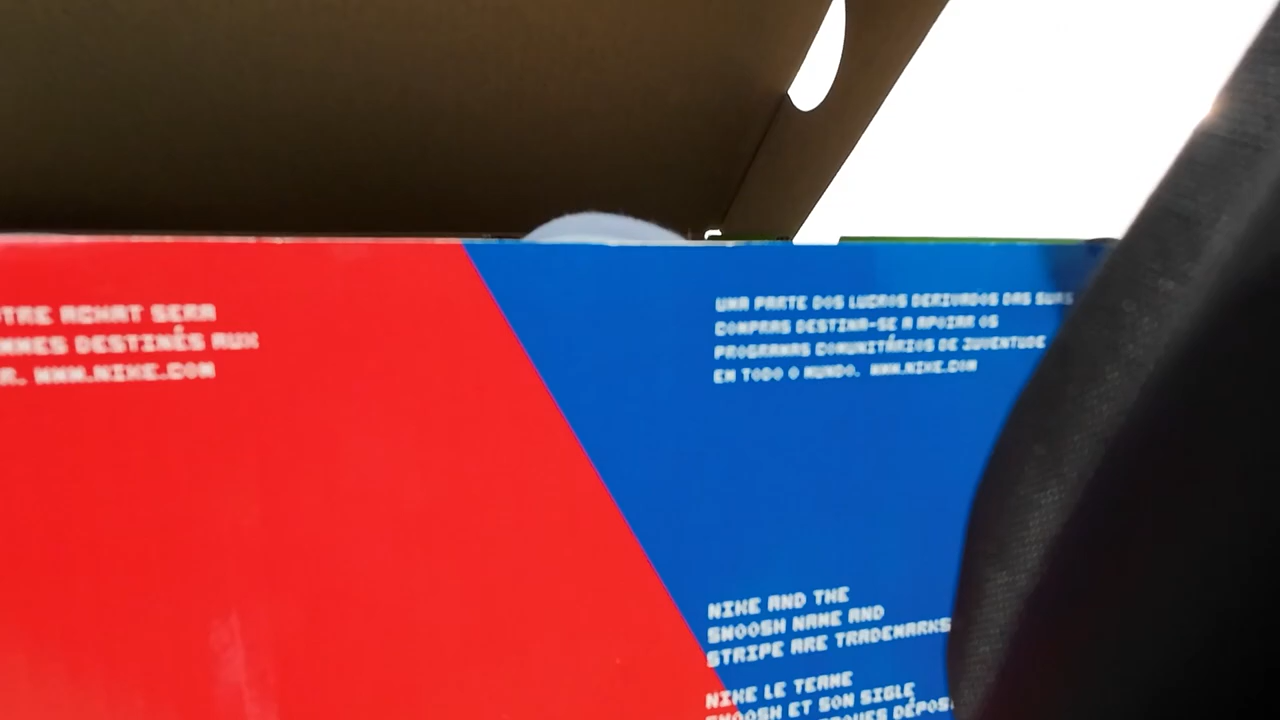 TRE ACHAT SERA
MMES DESTINÉS AUX
R. WWW.NIKE.COM
UMA PARTE DOS LUCROS DERIVADOS DAS SUAS
COMPRAS DESTINA-SE A APOIAR OS
PROGRAMAS COMUNITÁRIOS DE JUVENTUDE
EM TODO O MUNDO. WWW.NIKE.COM
NIKE AND THE
SWOOSH NAME AND
STRIPE ARE TRADEMARKS
NIKE LE TERME
SWOOSH ET SON SIGLE